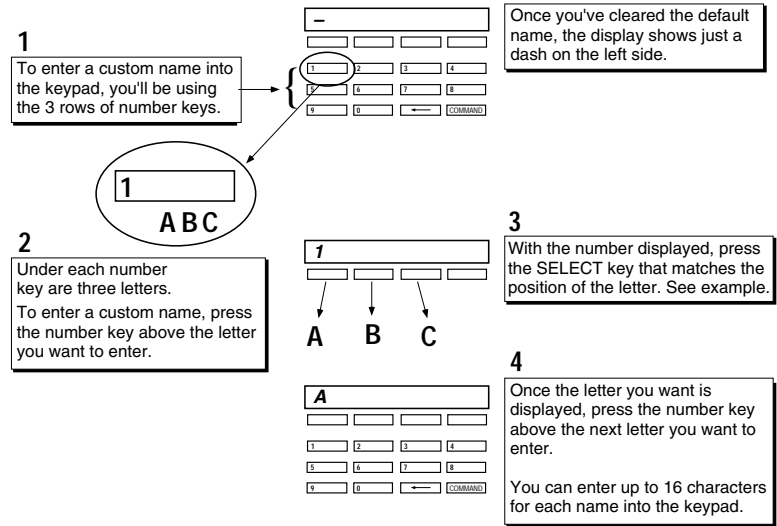 1
To enter a custom name into
the keypad, you'll be using
the 3 rows of number keys.
–
1 2 3 4
5 6 7 8
9 0 ← COMMAND
Once you've cleared the default
name, the display shows just a
dash on the left side.
1
A B C
2
Under each number
key are three letters.
To enter a custom name, press
the number key above the letter
you want to enter.
1
A B C
3
With the number displayed, press
the SELECT key that matches the
position of the letter. See example.
A
1 2 3 4
5 6 7 8
9 0 ← COMMAND
4
Once the letter you want is
displayed, press the number key
above the next letter you want to
enter.
You can enter up to 16 characters
for each name into the keypad.